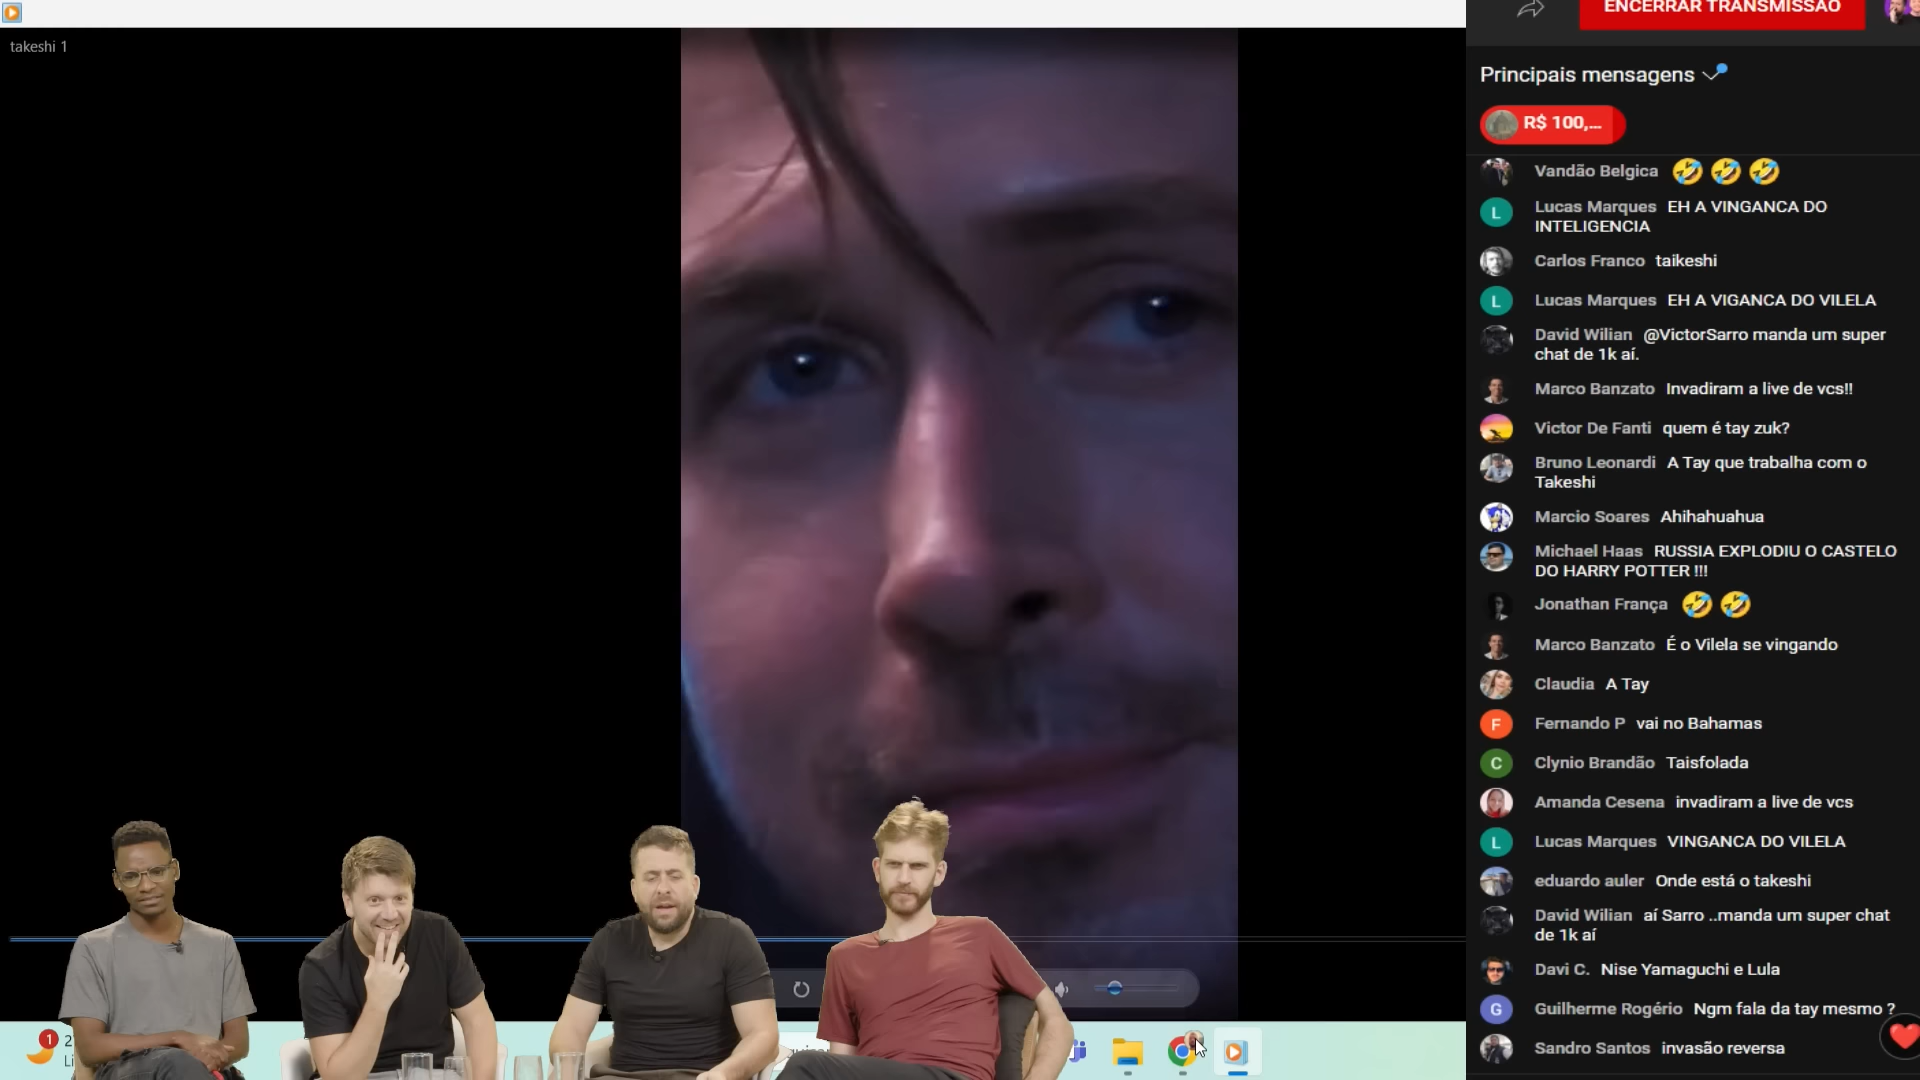 takeshi 1
ENCERRAR TRANSMISSÃO
Principais mensagens
R$ 100,...
Vandão Belgica 🤣🤣🤣
Lucas Marques EH A VINGANCA DO
INTELIGENCIA
Carlos Franco taikeshi
Lucas Marques EH A VIGANCA DO VILELA
David Wilian @VictorSarro manda um super
chat de 1k aí.
Marco Banzato Invadiram a live de vcs!!
Victor De Fanti quem é tay zuk?
Bruno Leonardi A Tay que trabalha com o
Takeshi
Marcio Soares Ahihahuahua
Michael Haas RUSSIA EXPLODIU O CASTELO
DO HARRY POTTER !!!
Jonathan França 🤣🤣
Marco Banzato É o Vilela se vingando
Claudia A Tay
Fernando P vai no Bahamas
Clynio Brandão Taisfolada
Amanda Cesena invadiram a live de vcs
Lucas Marques VINGANCA DO VILELA
eduardo auler Onde está o takeshi
David Wilian aí Sarro ..manda um super chat
de 1k aí
Davi C. Nise Yamaguchi e Lula
Guilherme Rogério Ngm fala da tay mesmo ?
Sandro Santos invasão reversa
L
L
F
C
L
G
1
2
Li